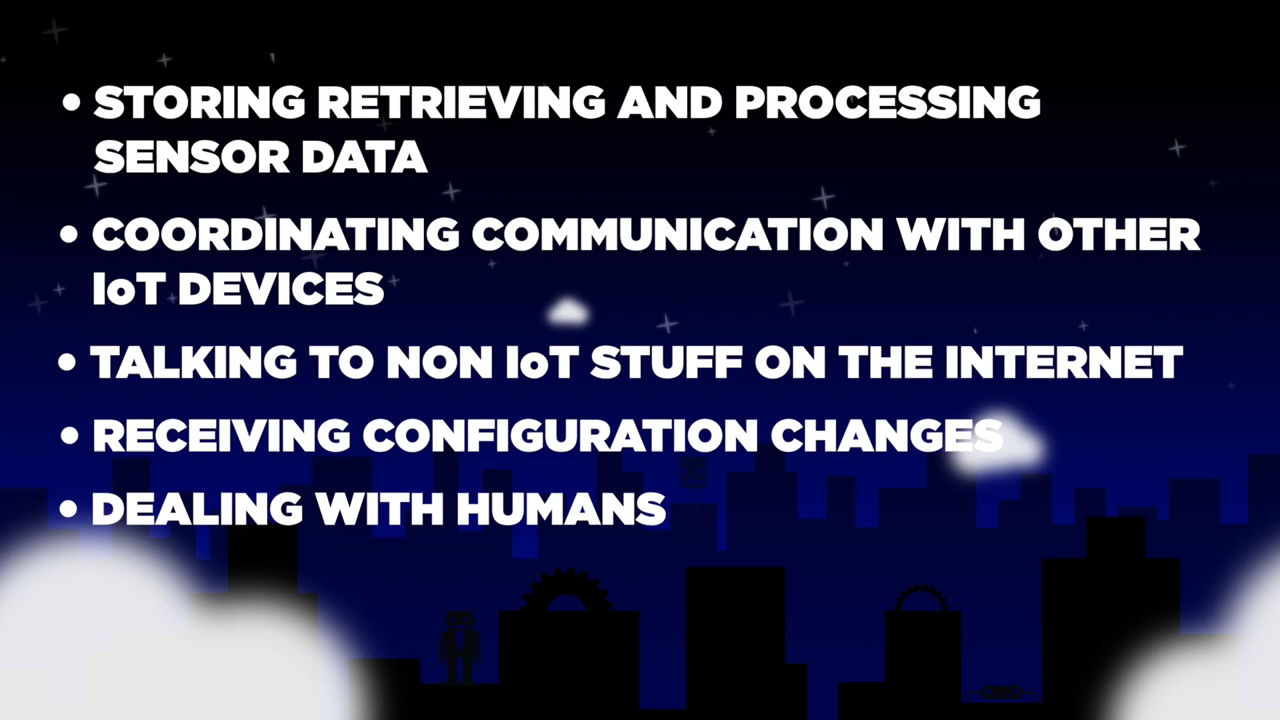 • STORING RETRIEVING AND PROCESSING
SENSOR DATA
• COORDINATING COMMUNICATION WITH OTHER
IoT DEVICES
• TALKING TO NON IoT STUFF ON THE INTERNET
• RECEIVING CONFIGURATION CHANGES
• DEALING WITH HUMANS